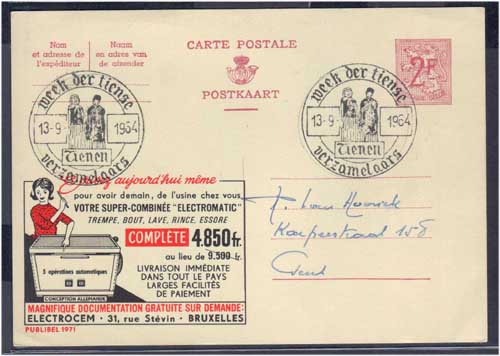 Nom
et adresse de
l'expéditeur
Naam
en adres van
de afzender
CARTE POSTALE
POSTKAART
2F
week der tiense
13-9 1964
Tienen
verzamelaars
week der tiense
13-9 1964
Tienen
verzamelaars
aujourd'hui même
pour avoir demain, de l'usine chez vous
VOTRE SUPER-COMBINÉE "ELECTROMATIC"
TREMPE, BOUT, LAVE, RINCE, ESSORE
COMPLÈTE 4.850 fr.
au lieu de 9.500 fr.
LIVRAISON IMMÉDIATE
DANS TOUT LE PAYS
LARGES FACILITÉS
DE PAIEMENT
5 opérations automatiques
CONCEPTION ALLEMANDE
MAGNIFIQUE DOCUMENTATION GRATUITE SUR DEMANDE:
ELECTROCEM · 31, rue Stévin · BRUXELLES
PUBLIBEL 1971
158
Gent